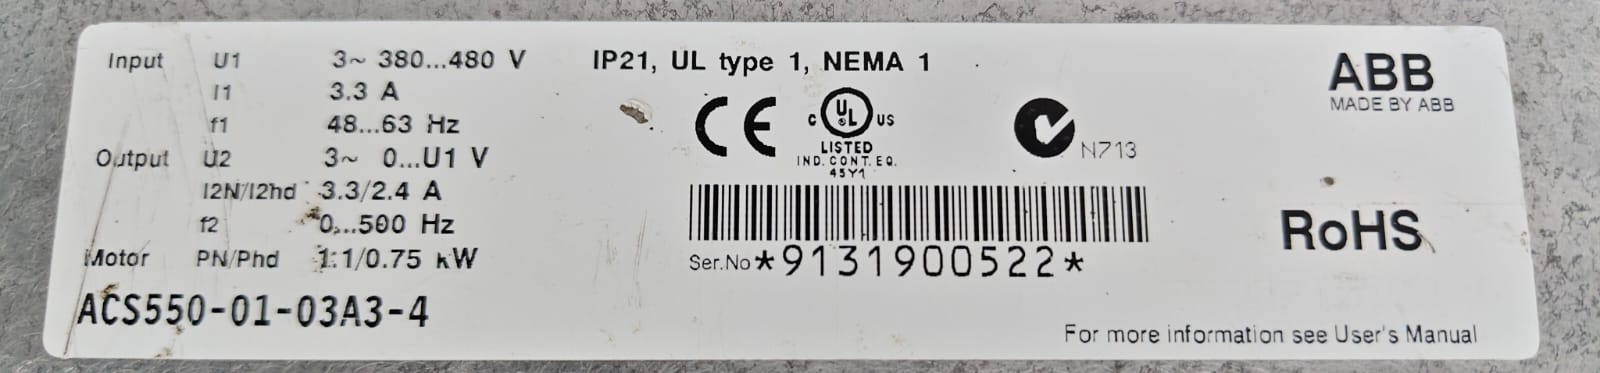 Input U1 3~ 380...480 V
I1 3.3 A
f1 48...63 Hz
Output U2 3~ 0...U1 V
I2N/I2hd 3.3/2.4 A
f2 0...500 Hz
Motor PN/Phd 1.1/0.75 kW
ACS550-01-03A3-4
IP21, UL type 1, NEMA 1
CE
C UL US
LISTED
IND. CONT. EQ.
45Y1
N713
Ser.No *9131900522*
ABB
MADE BY ABB
RoHS
For more information see User's Manual